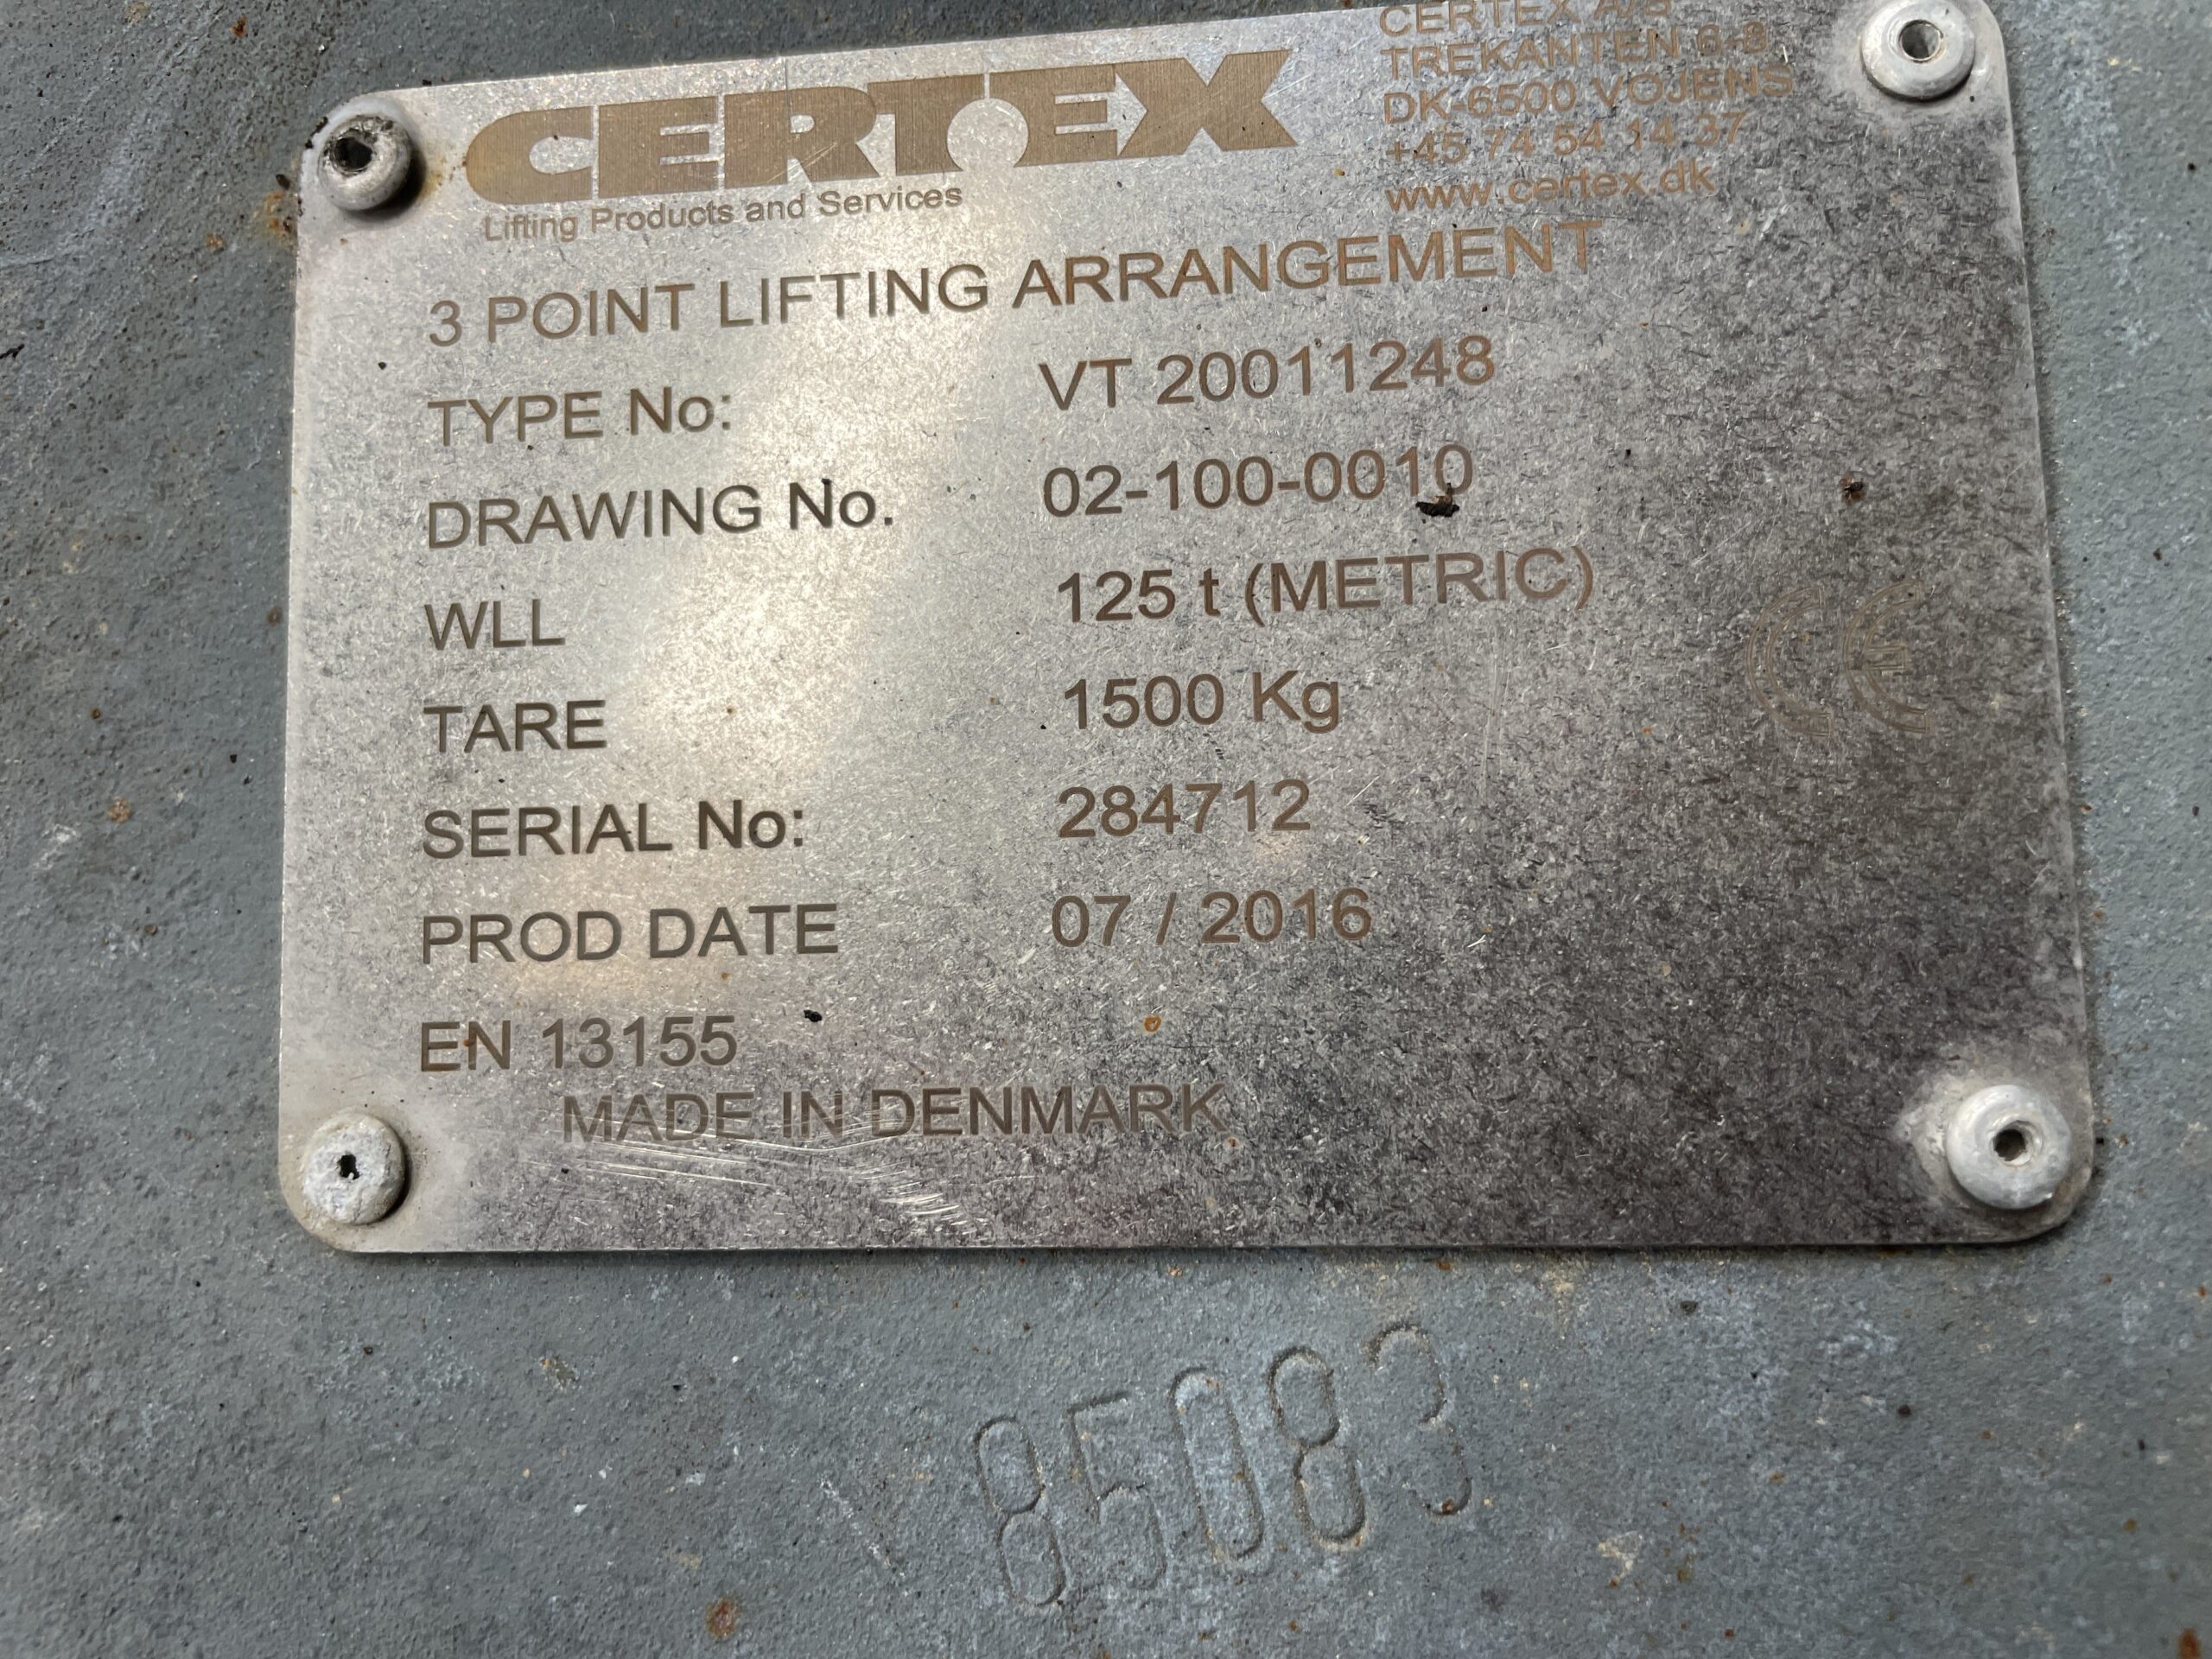 CERTEX
Lifting Products and Services
CERTEX A/S
TREKANTEN 6-8
DK-6500 VOJENS
+45 74 54 14 37
www.certex.dk
3 POINT LIFTING ARRANGEMENT
TYPE No: VT 20011248
DRAWING No. 02-100-0010
WLL 125 t (METRIC)
TARE 1500 Kg
SERIAL No: 284712
PROD DATE 07 / 2016
EN 13155
CE
MADE IN DENMARK
85083